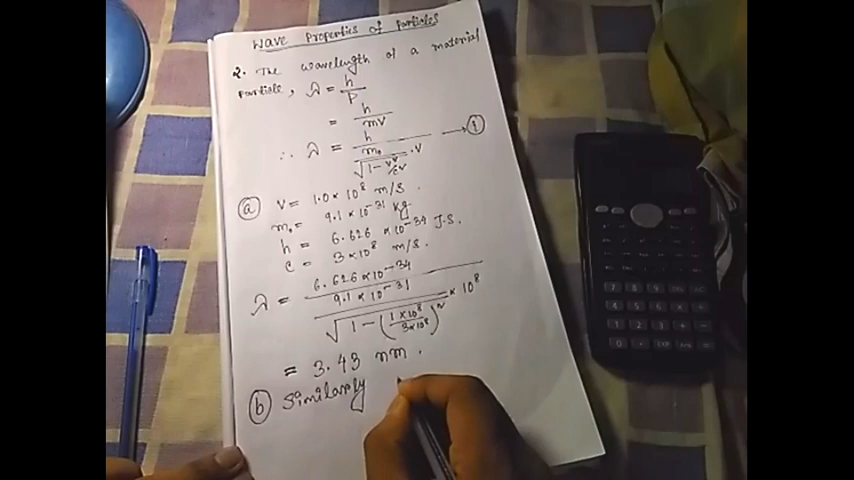 Wave Properties of Particles
2. The wavelength of a material
particle, λ = h/p
= h/mv
∴ λ = h / (m₀/√(1 - v²/c²) · v) → ①
ⓐ v = 1.0 × 10⁸ m/s.
m₀ = 9.1 × 10⁻³¹ kg
h = 6.626 × 10⁻³⁴ J.S.
c = 3 × 10⁸ m/s.
λ = 6.626 × 10⁻³⁴ / (9.1 × 10⁻³¹ / √(1 - (1 × 10⁸ / 3 × 10⁸)²) × 10⁸)
= 3.43 nm.
ⓑ Similarly